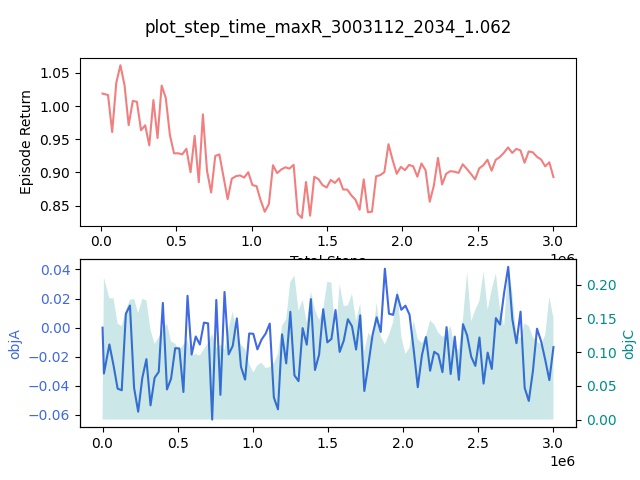 plot_step_time_maxR_3003112_2034_1.062
Episode Return
1.05
1.00
0.95
0.90
0.85
0.0 0.5 1.0 1.5 2.0 2.5 3.0
Total Steps 1e6
objA
0.04
0.02
0.00
−0.02
−0.04
−0.06
objC
0.20
0.15
0.10
0.05
0.00
0.0 0.5 1.0 1.5 2.0 2.5 3.0
1e6